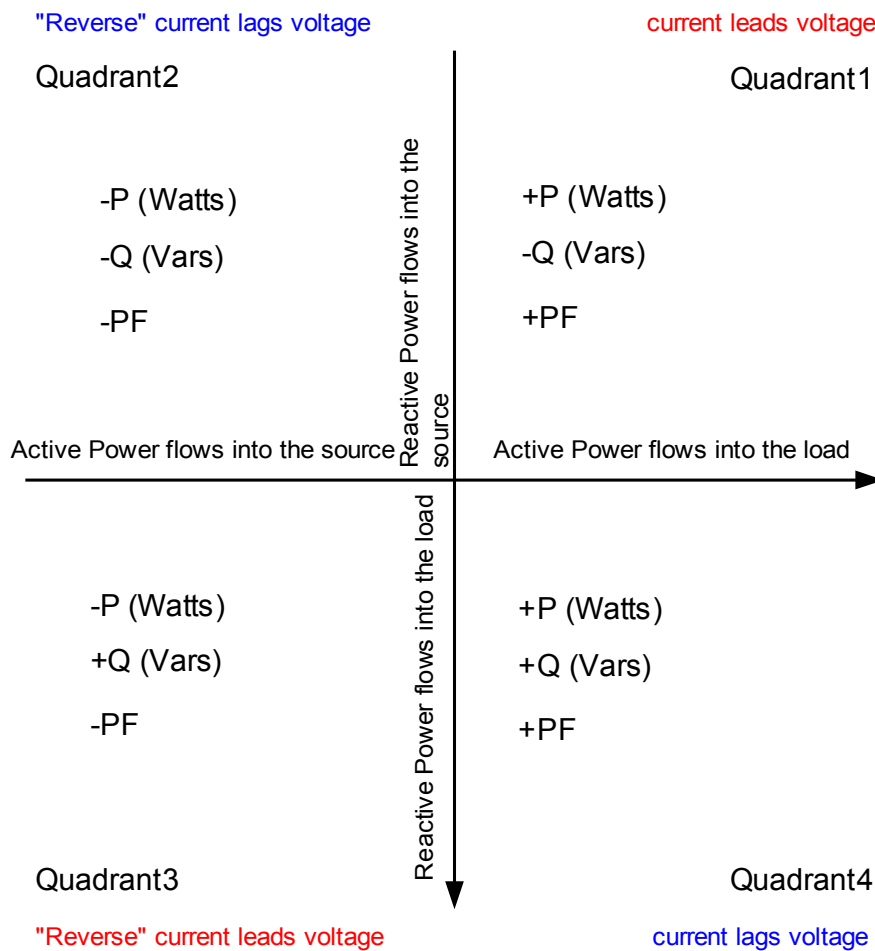 "Reverse" current lags voltage
current leads voltage
Quadrant2
Quadrant1
-P (Watts)
-Q (Vars)
-PF
Reactive Power flows into the
source
+P (Watts)
-Q (Vars)
+PF
Active Power flows into the source
Active Power flows into the load
-P (Watts)
+Q (Vars)
-PF
Reactive Power flows into the load
+P (Watts)
+Q (Vars)
+PF
Quadrant3
Quadrant4
"Reverse" current leads voltage
current lags voltage